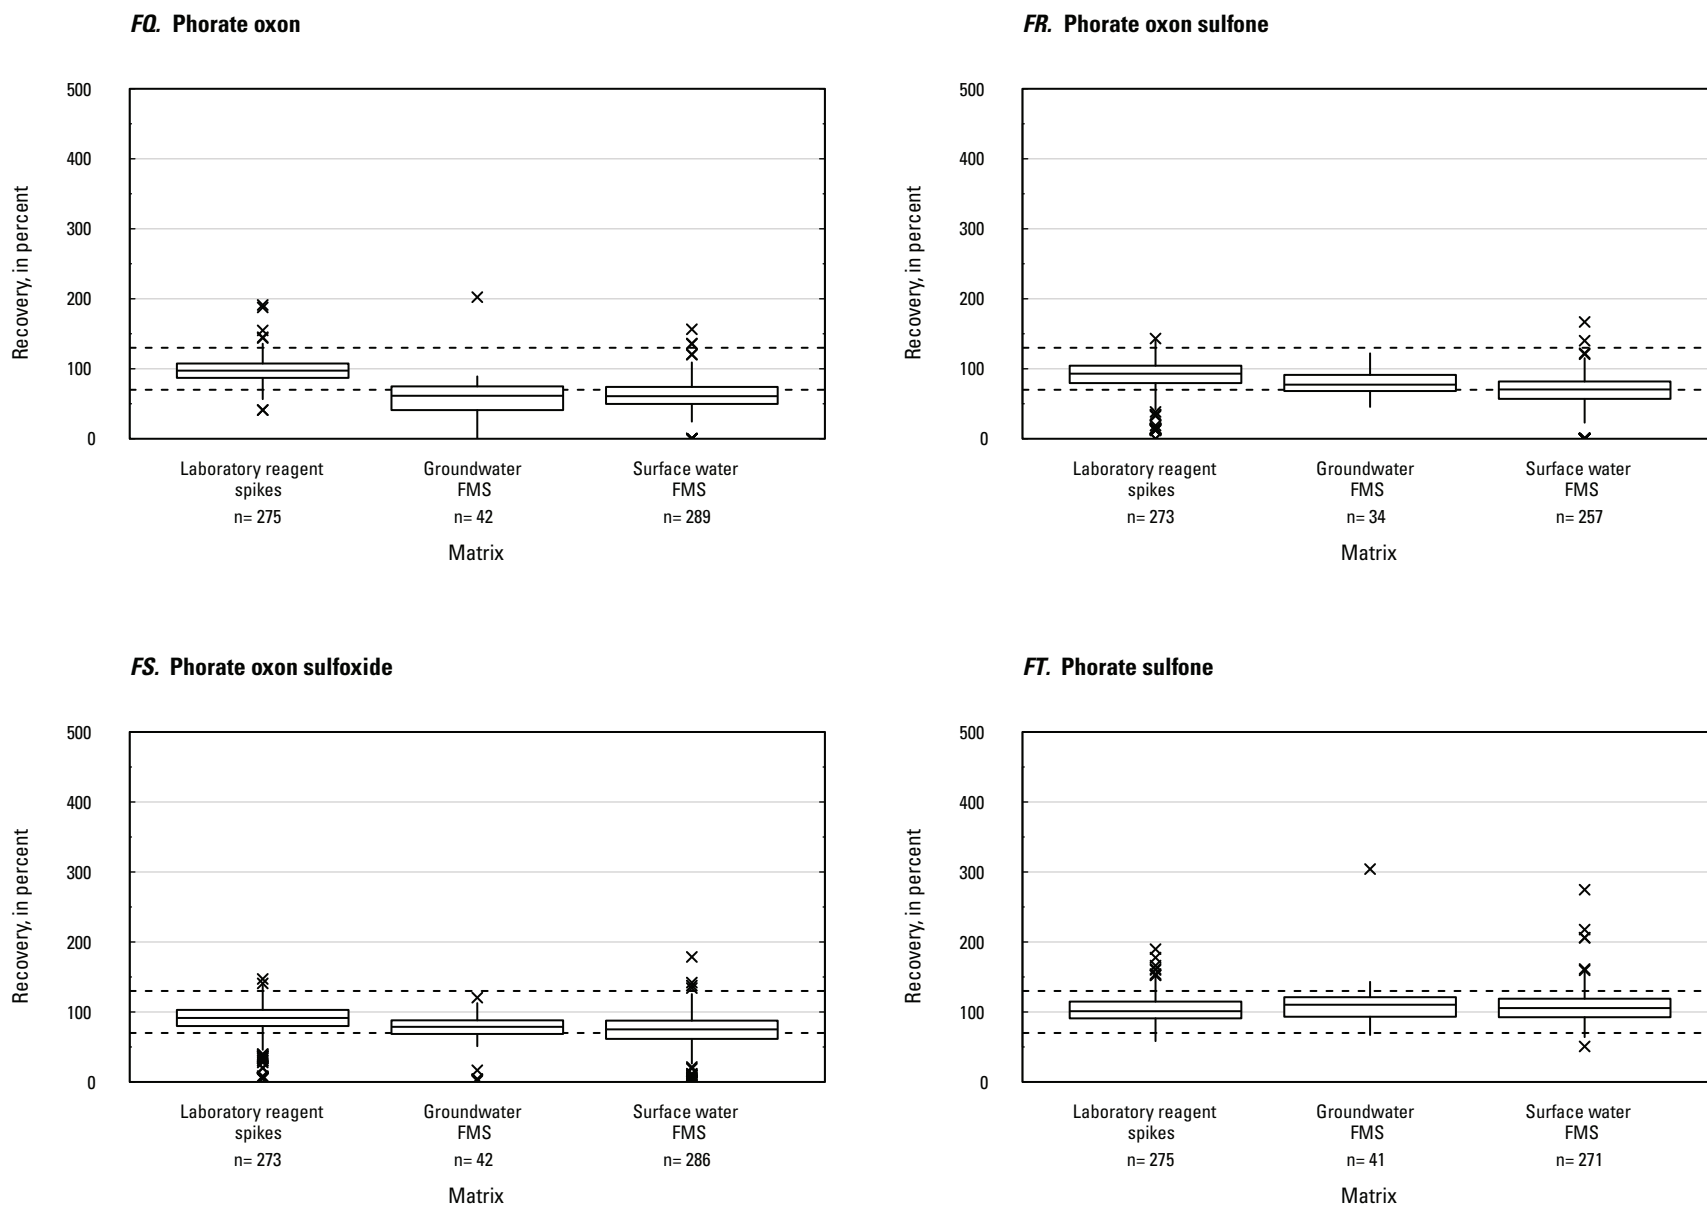 FQ. Phorate oxon
500
400
300
200
100
0
Recovery, in percent
Laboratory reagent spikes
n= 275
Groundwater FMS
n= 42
Surface water FMS
n= 289
Matrix
FR. Phorate oxon sulfone
500
400
300
200
100
0
Recovery, in percent
Laboratory reagent spikes
n= 273
Groundwater FMS
n= 34
Surface water FMS
n= 257
Matrix
FS. Phorate oxon sulfoxide
500
400
300
200
100
0
Recovery, in percent
Laboratory reagent spikes
n= 273
Groundwater FMS
n= 42
Surface water FMS
n= 286
Matrix
FT. Phorate sulfone
500
400
300
200
100
0
Recovery, in percent
Laboratory reagent spikes
n= 275
Groundwater FMS
n= 41
Surface water FMS
n= 271
Matrix